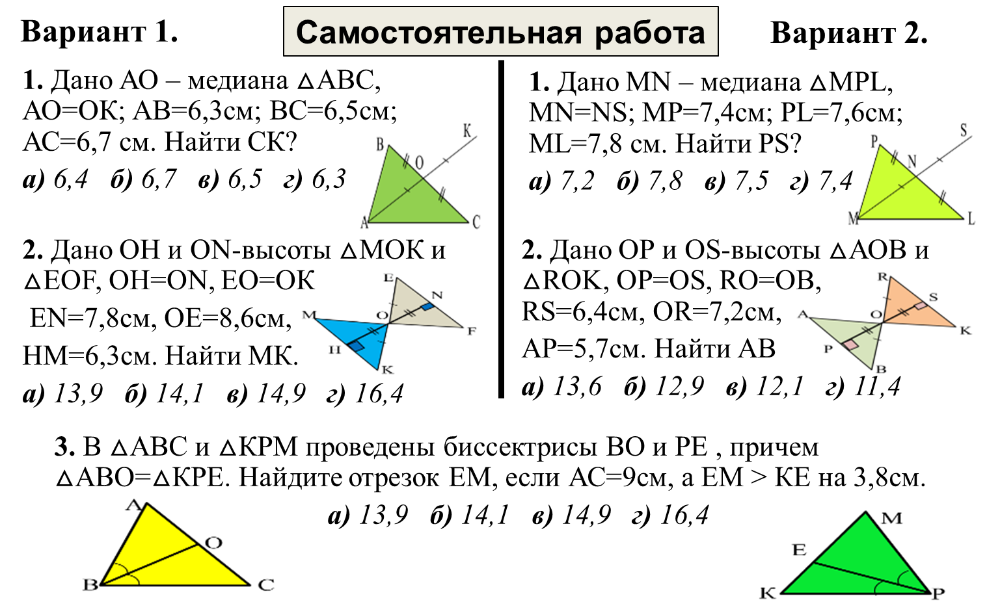 Вариант 1.
Самостоятельная работа
Вариант 2.
1. Дано АО – медиана △АВС,
АО=ОК; АВ=6,3см; ВС=6,5см;
АС=6,7 см. Найти СК?
а) 6,4 б) 6,7 в) 6,5 г) 6,3
B
O
K
A
C
2. Дано ОН и ON-высоты △МОК и
△EOF, ОН=ON, ЕО=ОК
EN=7,8см, ОЕ=8,6см,
НМ=6,3см. Найти МК.
а) 13,9 б) 14,1 в) 14,9 г) 16,4
E
N
M
O
F
H
K
1. Дано MN – медиана △MPL,
MN=NS; MP=7,4см; PL=7,6см;
ML=7,8 см. Найти PS?
а) 7,2 б) 7,8 в) 7,5 г) 7,4
P
N
S
M
L
2. Дано ОР и OS-высоты △АОВ и
△ROK, OP=OS, RO=ОВ,
RS=6,4см, OR=7,2см,
АР=5,7см. Найти АВ
а) 13,6 б) 12,9 в) 12,1 г) 11,4
R
S
A
O
K
P
B
3. В △АВС и △КРМ проведены биссектрисы ВО и РЕ , причем
△АВО=△КРЕ. Найдите отрезок ЕМ, если АС=9см, а ЕМ > КЕ на 3,8см.
а) 13,9 б) 14,1 в) 14,9 г) 16,4
A
O
B
C
M
E
K
P